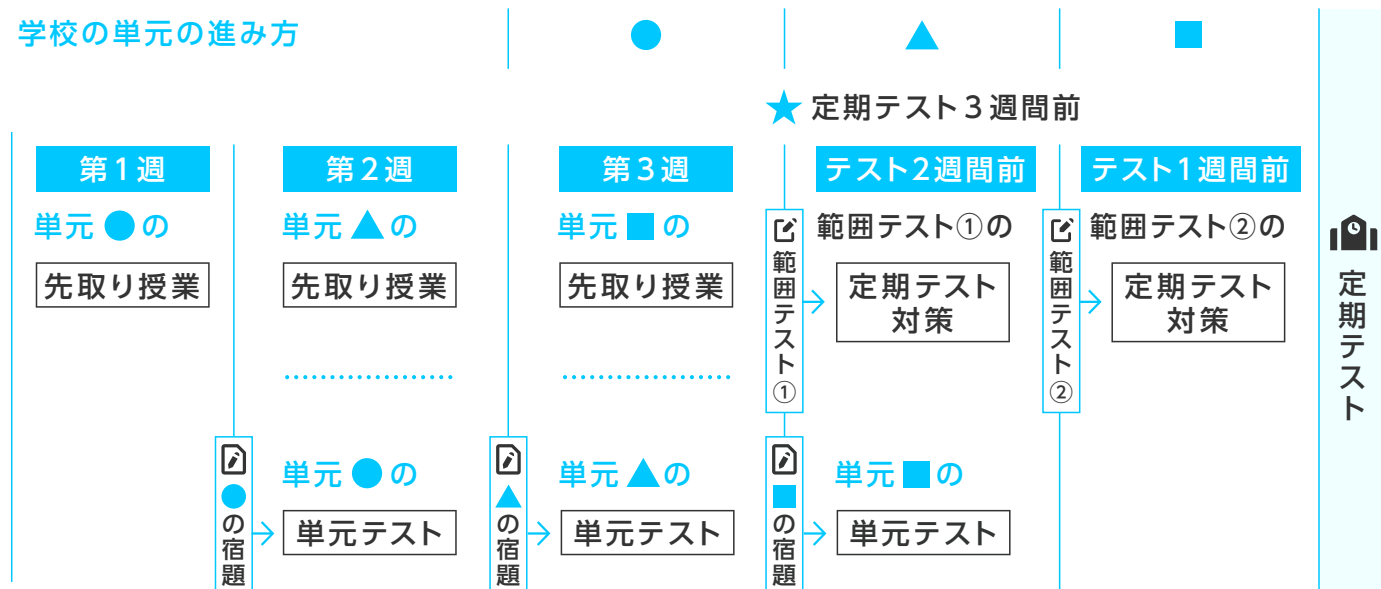 学校の単元の進み方
●
▲
■
★ 定期テスト3週間前
第1週
第2週
第3週
テスト2週間前
テスト1週間前
単元●の
先取り授業
単元▲の
先取り授業
単元■の
先取り授業
範囲テスト①
範囲テスト①の
定期テスト
対策
範囲テスト②
範囲テスト②の
定期テスト
対策
●の宿題
単元●の
単元テスト
▲の宿題
単元▲の
単元テスト
■の宿題
単元■の
単元テスト
定期テスト